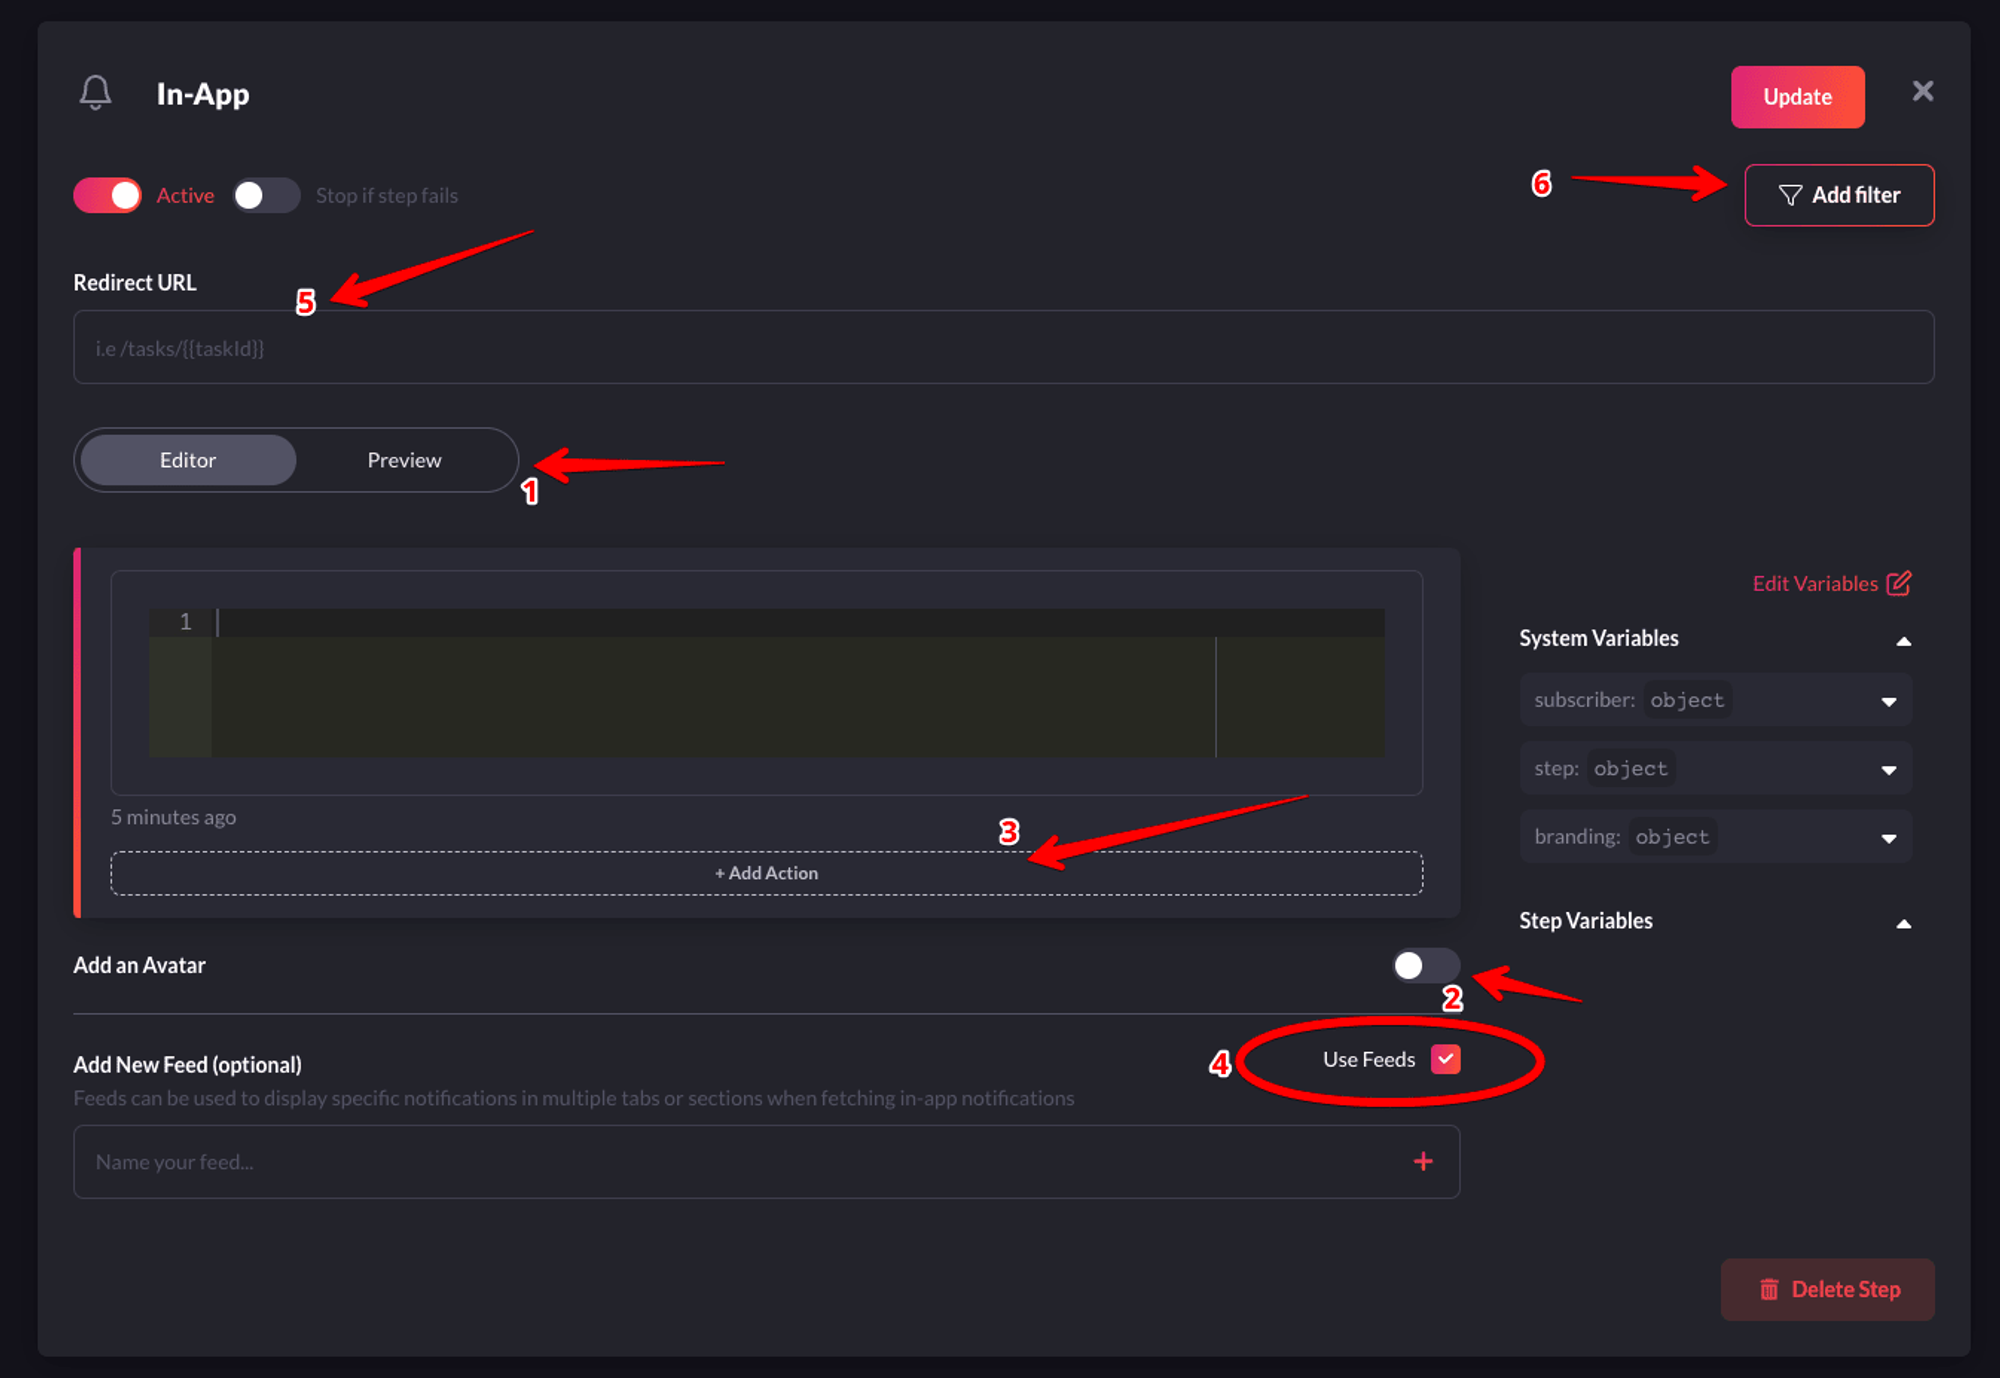 In-App
Update
Active
Stop if step fails
6
Add filter
Redirect URL
5
i.e /tasks/{{taskId}}
Editor
Preview
1
1
Edit Variables
System Variables
subscriber: object
step: object
branding: object
Step Variables
5 minutes ago
3
+ Add Action
Add an Avatar
2
4
Use Feeds
Add New Feed (optional)
Feeds can be used to display specific notifications in multiple tabs or sections when fetching in-app notifications
Name your feed...
+
Delete Step